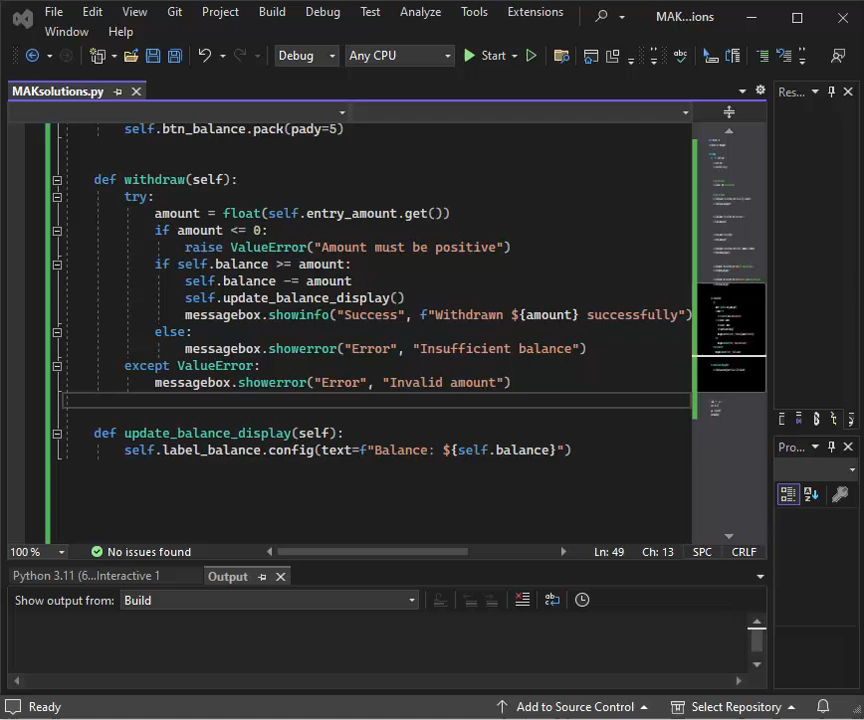 File Edit View Git Project Build Debug Test Analyze Tools Extensions MAK...ions
Window Help
Debug Any CPU Start
MAKsolutions.py Res...
self.btn_balance.pack(pady=5)
def withdraw(self):
try:
amount = float(self.entry_amount.get())
if amount <= 0:
raise ValueError("Amount must be positive")
if self.balance >= amount:
self.balance -= amount
self.update_balance_display()
messagebox.showinfo("Success", f"Withdrawn ${amount} successfully")
else:
messagebox.showerror("Error", "Insufficient balance")
except ValueError:
messagebox.showerror("Error", "Invalid amount")
def update_balance_display(self):
self.label_balance.config(text=f"Balance: ${self.balance}")
Pro...
100 % No issues found Ln: 49 Ch: 13 SPC CRLF
Python 3.11 (6...Interactive 1 Output
Show output from: Build
Ready Add to Source Control Select Repository